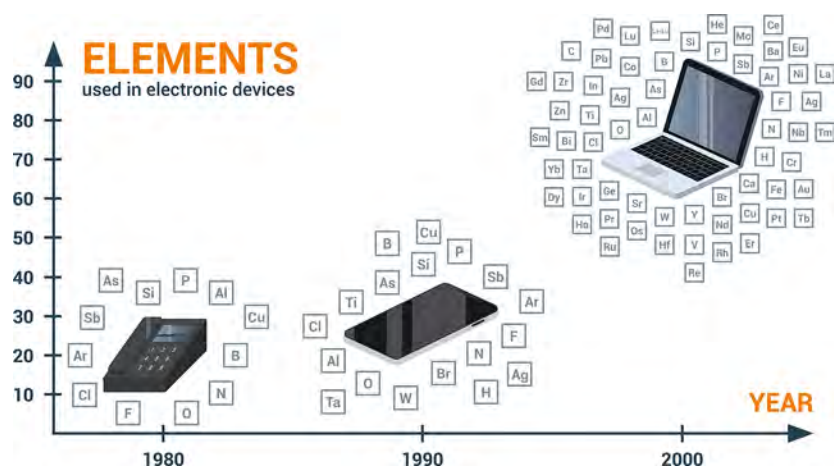 ELEMENTS
used in electronic devices
90
80
70
60
50
40
30
20
10
1980
1990
2000
YEAR
As
Si
P
Al
Sb
Cu
Ar
B
Cl
N
F
O
Cu
B
P
Si
As
Sb
Ti
Ar
Cl
F
Al
N
O
Br
Ag
Ta
W
H
Pd
Lu
He
Mo
Ce
C
Pb
Co
B
Si
P
Sb
Ba
Eu
Gd
Zr
In
Ag
As
Ar
Ni
La
Zn
Ti
Al
F
Ag
Sm
Bi
Cl
O
N
Nb
Tm
Yb
Ta
H
Cr
Dy
Ir
Ge
Sr
Br
Ca
Fe
Au
Ho
Pr
Os
W
Y
Nd
Cu
Pt
Tb
Ru
Hf
V
Rh
Er
Re